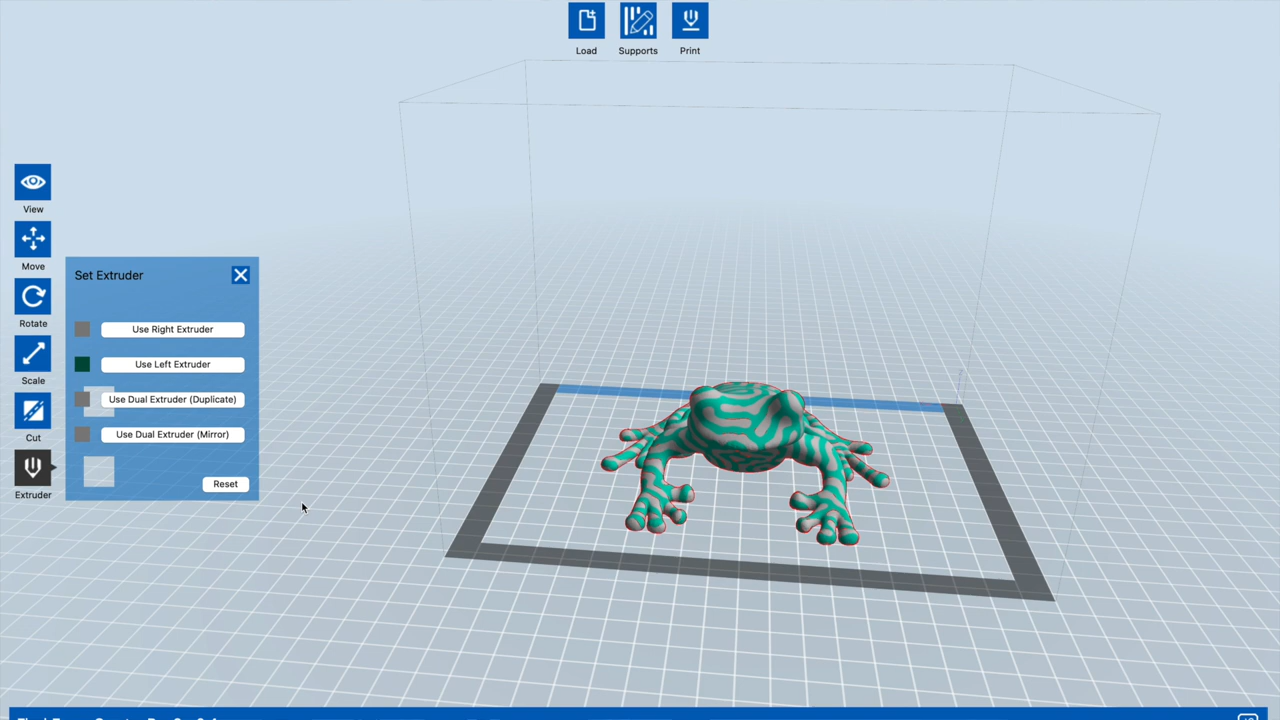 Load
Supports
Print
View
Move
Rotate
Scale
Cut
Extruder
Set Extruder
Use Right Extruder
Use Left Extruder
Use Dual Extruder (Duplicate)
Use Dual Extruder (Mirror)
Reset